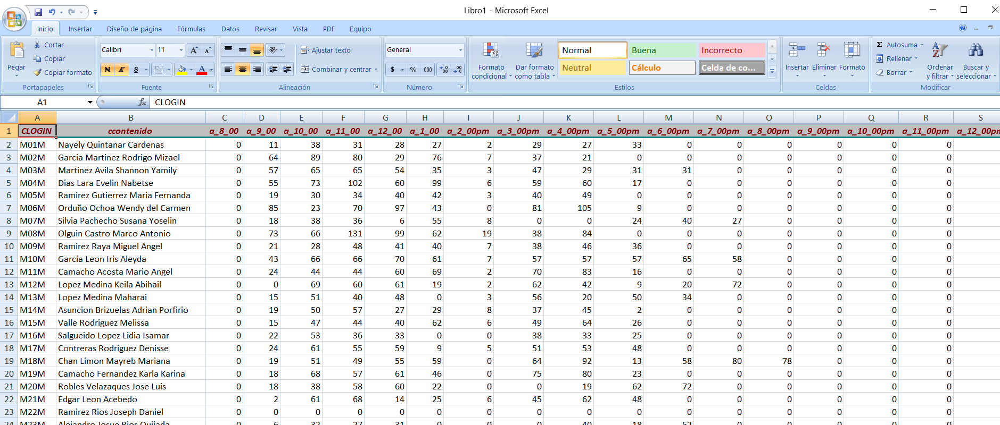 Libro1 - Microsoft Excel
Inicio Insertar Diseño de página Fórmulas Datos Revisar Vista PDF Equipo
Pegar Cortar Copiar Copiar formato
Portapapeles
Calibri 11
N K S
Fuente
Ajustar texto
Combinar y centrar
Alineación
General
$ % 000
Número
Formato condicional Dar formato como tabla
Normal Buena Incorrecto
Neutral Cálculo Celda de co...
Estilos
Insertar Eliminar Formato
Celdas
Σ Autosuma Rellenar Borrar
Ordenar y filtrar Buscar y seleccionar
Modificar
A1 fx CLOGIN
A B C D E F G H I J K L M N O P Q R S
1 CLOGIN ccontenido a_8_00 a_9_00 a_10_00 a_11_00 a_12_00 a_1_00 a_2_00pm a_3_00pm a_4_00pm a_5_00pm a_6_00pm a_7_00pm a_8_00pm a_9_00pm a_10_00pm a_11_00pm a_12_00pm
2 M01M Nayely Quintanar Cardenas 0 11 38 31 28 27 2 29 27 33 0 0 0 0 0 0
3 M02M Garcia Martinez Rodrigo Mizael 0 64 89 80 29 76 7 37 21 0 0 0 0 0 0 0
4 M03M Martinez Avila Shannon Yamily 0 57 65 65 54 35 3 47 29 31 31 0 0 0 0 0
5 M04M Dias Lara Evelin Nabetse 0 55 73 102 60 99 6 59 60 17 0 0 0 0 0 0
6 M05M Ramirez Gutierrez Maria Fernanda 0 19 30 34 40 42 3 40 49 0 0 0 0 0 0 0
7 M06M Orduño Ochoa Wendy del Carmen 0 85 23 70 97 43 0 81 105 9 0 0 0 0 0 0
8 M07M Silvia Pachecho Susana Yoselin 0 18 38 36 6 55 8 0 0 24 40 27 0 0 0 0
9 M08M Olguin Castro Marco Antonio 0 73 66 131 99 62 19 38 84 0 0 0 0 0 0 0
10 M09M Ramirez Raya Miguel Angel 0 21 28 48 41 40 7 38 46 36 0 0 0 0 0 0
11 M10M Garcia Leon Iris Aleyda 0 43 66 66 70 61 7 57 57 57 65 58 0 0 0 0
12 M11M Camacho Acosta Mario Angel 0 24 44 44 60 69 2 70 83 16 0 0 0 0 0 0
13 M12M Lopez Medina Keila Abihail 0 0 69 60 61 19 2 62 42 9 20 72 0 0 0 0
14 M13M Lopez Medina Maharai 0 15 51 40 48 0 3 56 20 50 34 0 0 0 0 0
15 M14M Asuncion Brizuelas Adrian Porfirio 0 19 50 57 27 29 8 37 45 2 0 0 0 0 0 0
16 M15M Valle Rodriguez Melissa 0 15 47 44 40 62 6 49 64 26 0 0 0 0 0 0
17 M16M Salgueido Lopez Lidia Isamar 0 22 53 36 33 0 0 38 33 25 0 0 0 0 0 0
18 M17M Contreras Rodriguez Denisse 0 24 61 55 59 9 5 51 53 48 0 0 0 0 0 0
19 M18M Chan Limon Mayreb Mariana 0 19 51 49 55 59 0 64 92 13 58 80 78 0 0 0
20 M19M Camacho Fernandez Karla Karina 0 18 68 57 61 46 0 75 80 23 0 0 0 0 0 0
21 M20M Robles Velazaques Jose Luis 0 18 38 58 60 22 0 0 19 62 72 0 0 0 0 0
22 M21M Edgar Leon Acebedo 0 2 61 68 14 25 6 45 62 48 0 0 0 0 0 0
23 M22M Ramirez Rios Joseph Daniel 0 0 0 0 0 0 0 0 0 0 0 0 0 0 0 0
24 M23M Alejandro Josue Rios Quijada 0 6 32 27 31 0 0 0 40 18 52 0 0 0 0 0